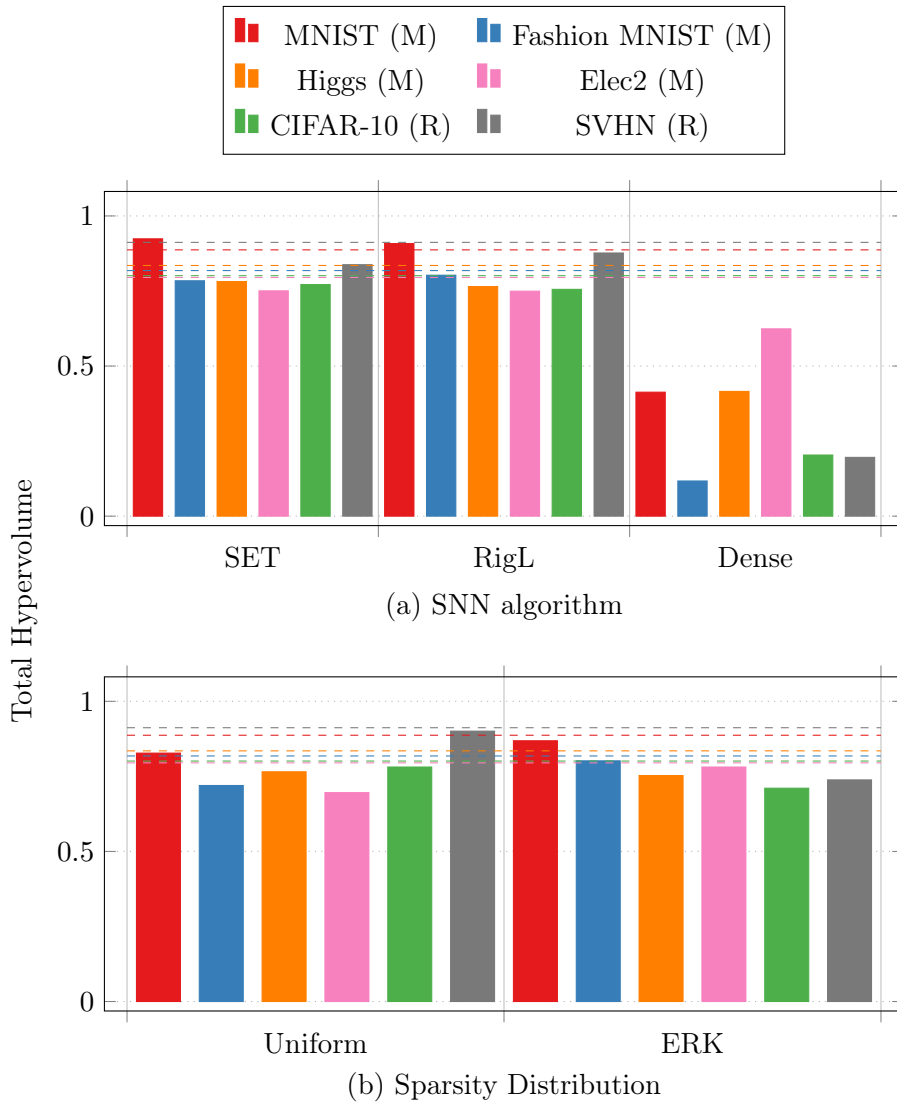 MNIST (M) Fashion MNIST (M)
Higgs (M) Elec2 (M)
CIFAR-10 (R) SVHN (R)
Total Hypervolume
1
0.5
0
SET RigL Dense
(a) SNN algorithm
1
0.5
0
Uniform ERK
(b) Sparsity Distribution